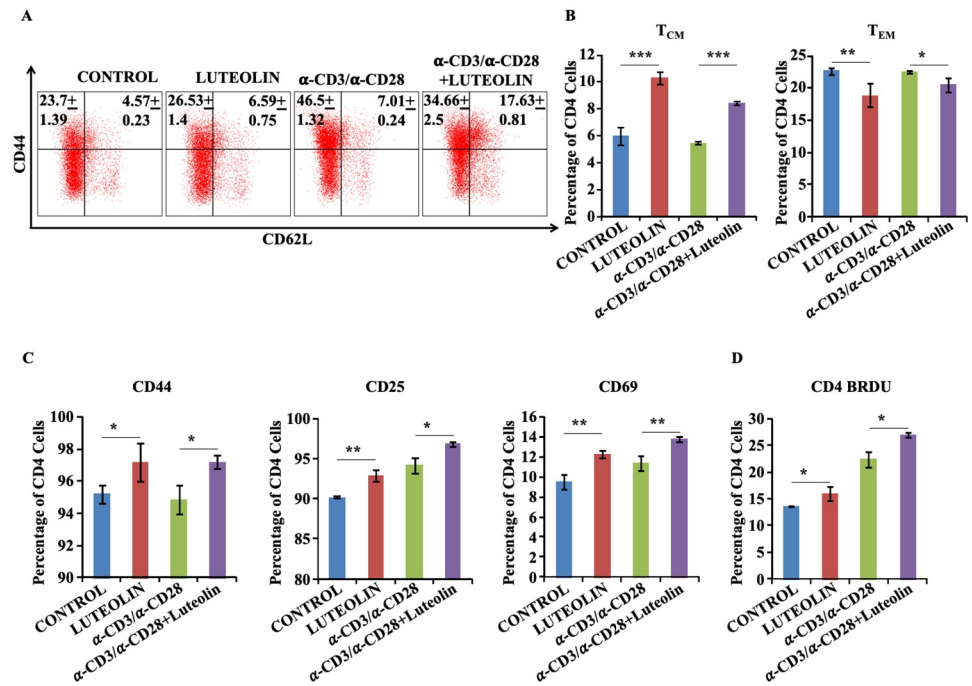 A
CONTROL
LUTEOLIN
α-CD3/α-CD28
α-CD3/α-CD28
+LUTEOLIN
23.7±
1.39
4.57±
0.23
26.53±
1.4
6.59±
0.75
46.5±
1.32
7.01±
0.24
34.66±
2.5
17.63±
0.81
CD44
CD62L
B
TCM
Percentage of CD4 Cells
12
10
8
6
4
2
0
***
***
CONTROL
LUTEOLIN
α-CD3/α-CD28
α-CD3/α-CD28+Luteolin
TEM
Percentage of CD4 Cells
25
20
15
10
5
0
**
*
CONTROL
LUTEOLIN
α-CD3/α-CD28
α-CD3/α-CD28+Luteolin
C
CD44
Percentage of CD4 Cells
100
98
96
94
92
90
*
*
CONTROL
LUTEOLIN
α-CD3/α-CD28
α-CD3/α-CD28+Luteolin
CD25
Percentage of CD4 Cells
100
95
90
85
80
**
*
CONTROL
LUTEOLIN
α-CD3/α-CD28
α-CD3/α-CD28+Luteolin
CD69
Percentage of CD4 Cells
16
14
12
10
8
6
4
2
0
**
**
CONTROL
LUTEOLIN
α-CD3/α-CD28
α-CD3/α-CD28+Luteolin
D
CD4 BRDU
Percentage of CD4 Cells
30
25
20
15
10
5
0
*
*
CONTROL
LUTEOLIN
α-CD3/α-CD28
α-CD3/α-CD28+Luteolin